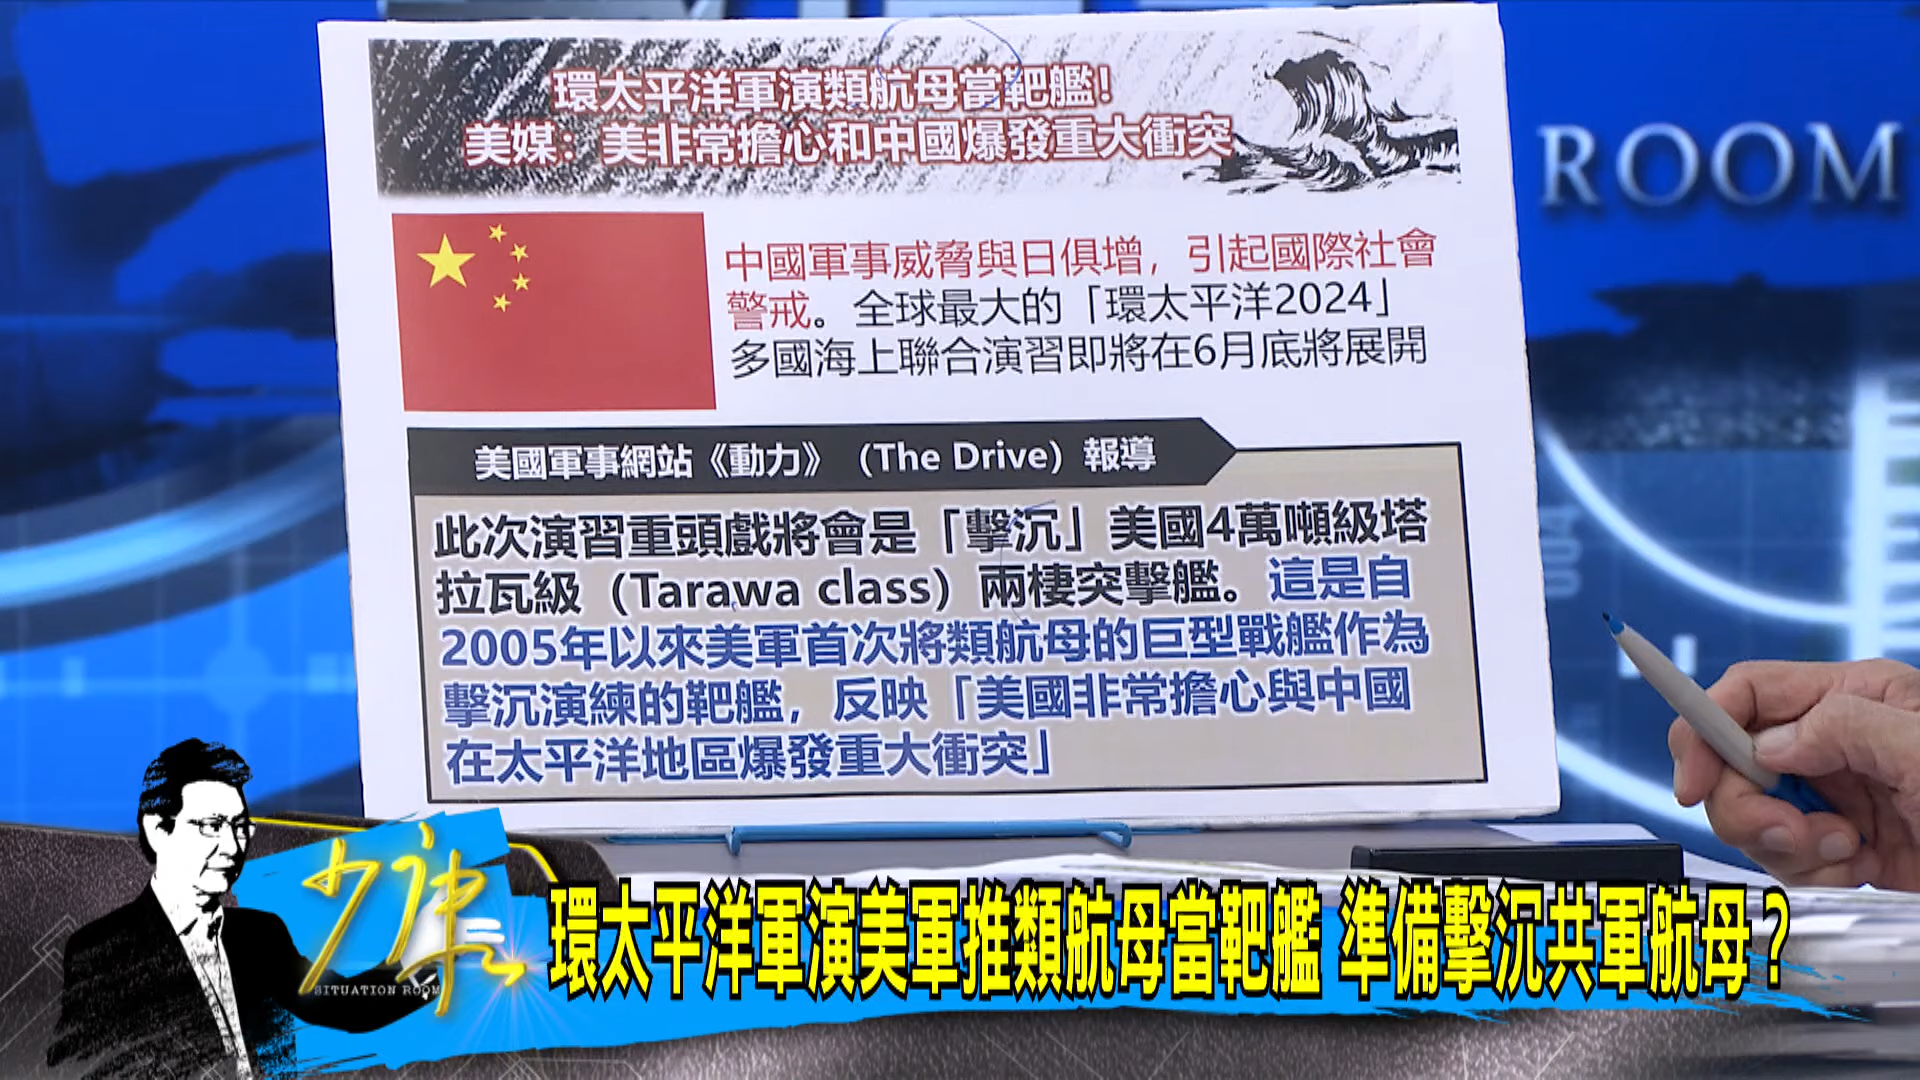 環太平洋軍演類航母當靶艦!
美媒：美非常擔心和中國爆發重大衝突
ROOM
中國軍事威脅與日俱增，引起國際社會
警戒。全球最大的「環太平洋2024」
多國海上聯合演習即將在6月底將展開
美國軍事網站《動力》（The Drive）報導
此次演習重頭戲將會是「擊沉」美國4萬噸級塔
拉瓦級（Tarawa class）兩棲突擊艦。這是自
2005年以來美軍首次將類航母的巨型戰艦作為
擊沉演練的靶艦，反映「美國非常擔心與中國
在太平洋地區爆發重大衝突」
004
少康
SITUATION ROOM
環太平洋軍演美軍推類航母當靶艦 準備擊沉共軍航母？